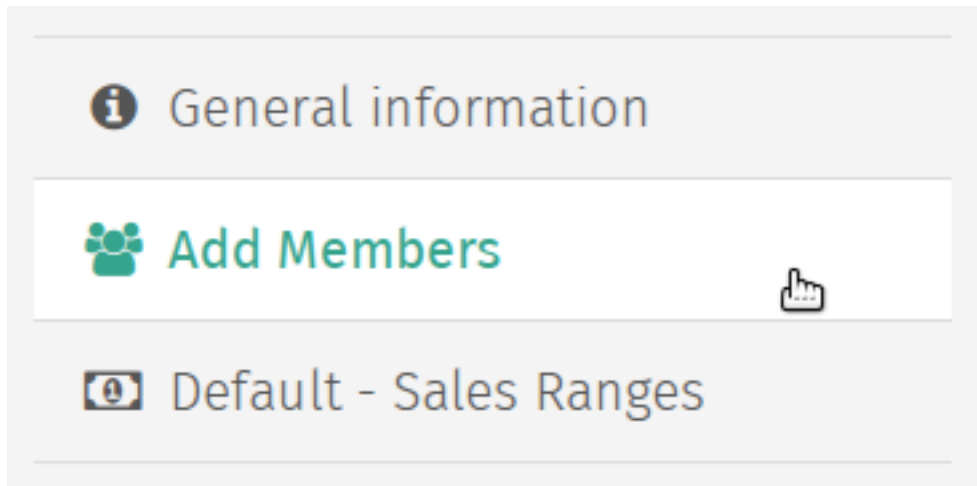 General information
Add Members
Default - Sales Ranges